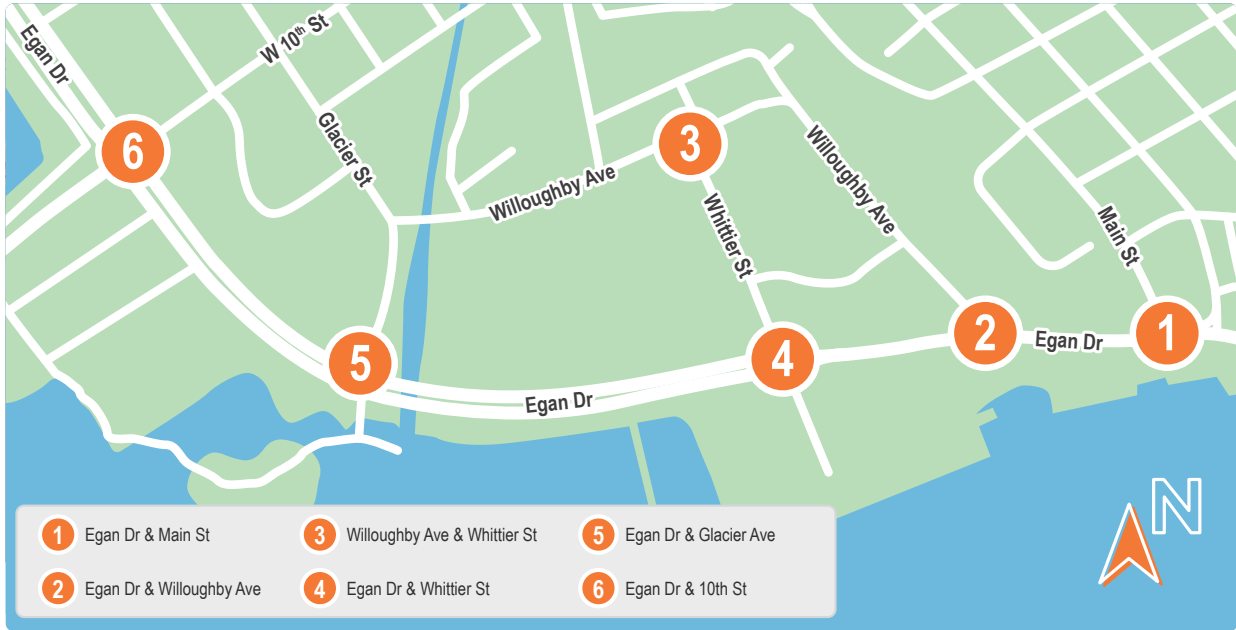 Egan Dr
W 10th St
6
Glacier St
3
Willoughby Ave
Willoughby Ave
Whittier St
Main St
5
4
2
Egan Dr
1
Egan Dr
N
1 Egan Dr & Main St
3 Willoughby Ave & Whittier St
5 Egan Dr & Glacier Ave
2 Egan Dr & Willoughby Ave
4 Egan Dr & Whittier St
6 Egan Dr & 10th St